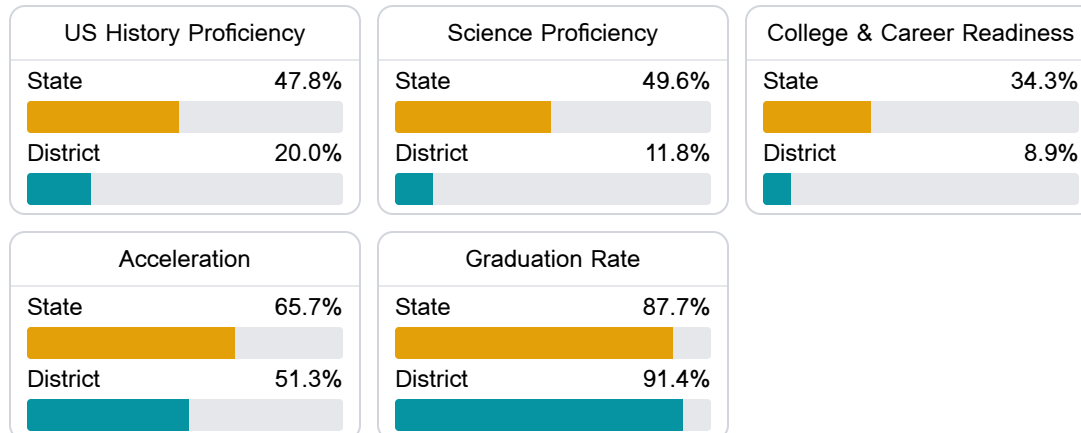 US History Proficiency
State 47.8%
District 20.0%
Science Proficiency
State 49.6%
District 11.8%
College & Career Readiness
State 34.3%
District 8.9%
Acceleration
State 65.7%
District 51.3%
Graduation Rate
State 87.7%
District 91.4%